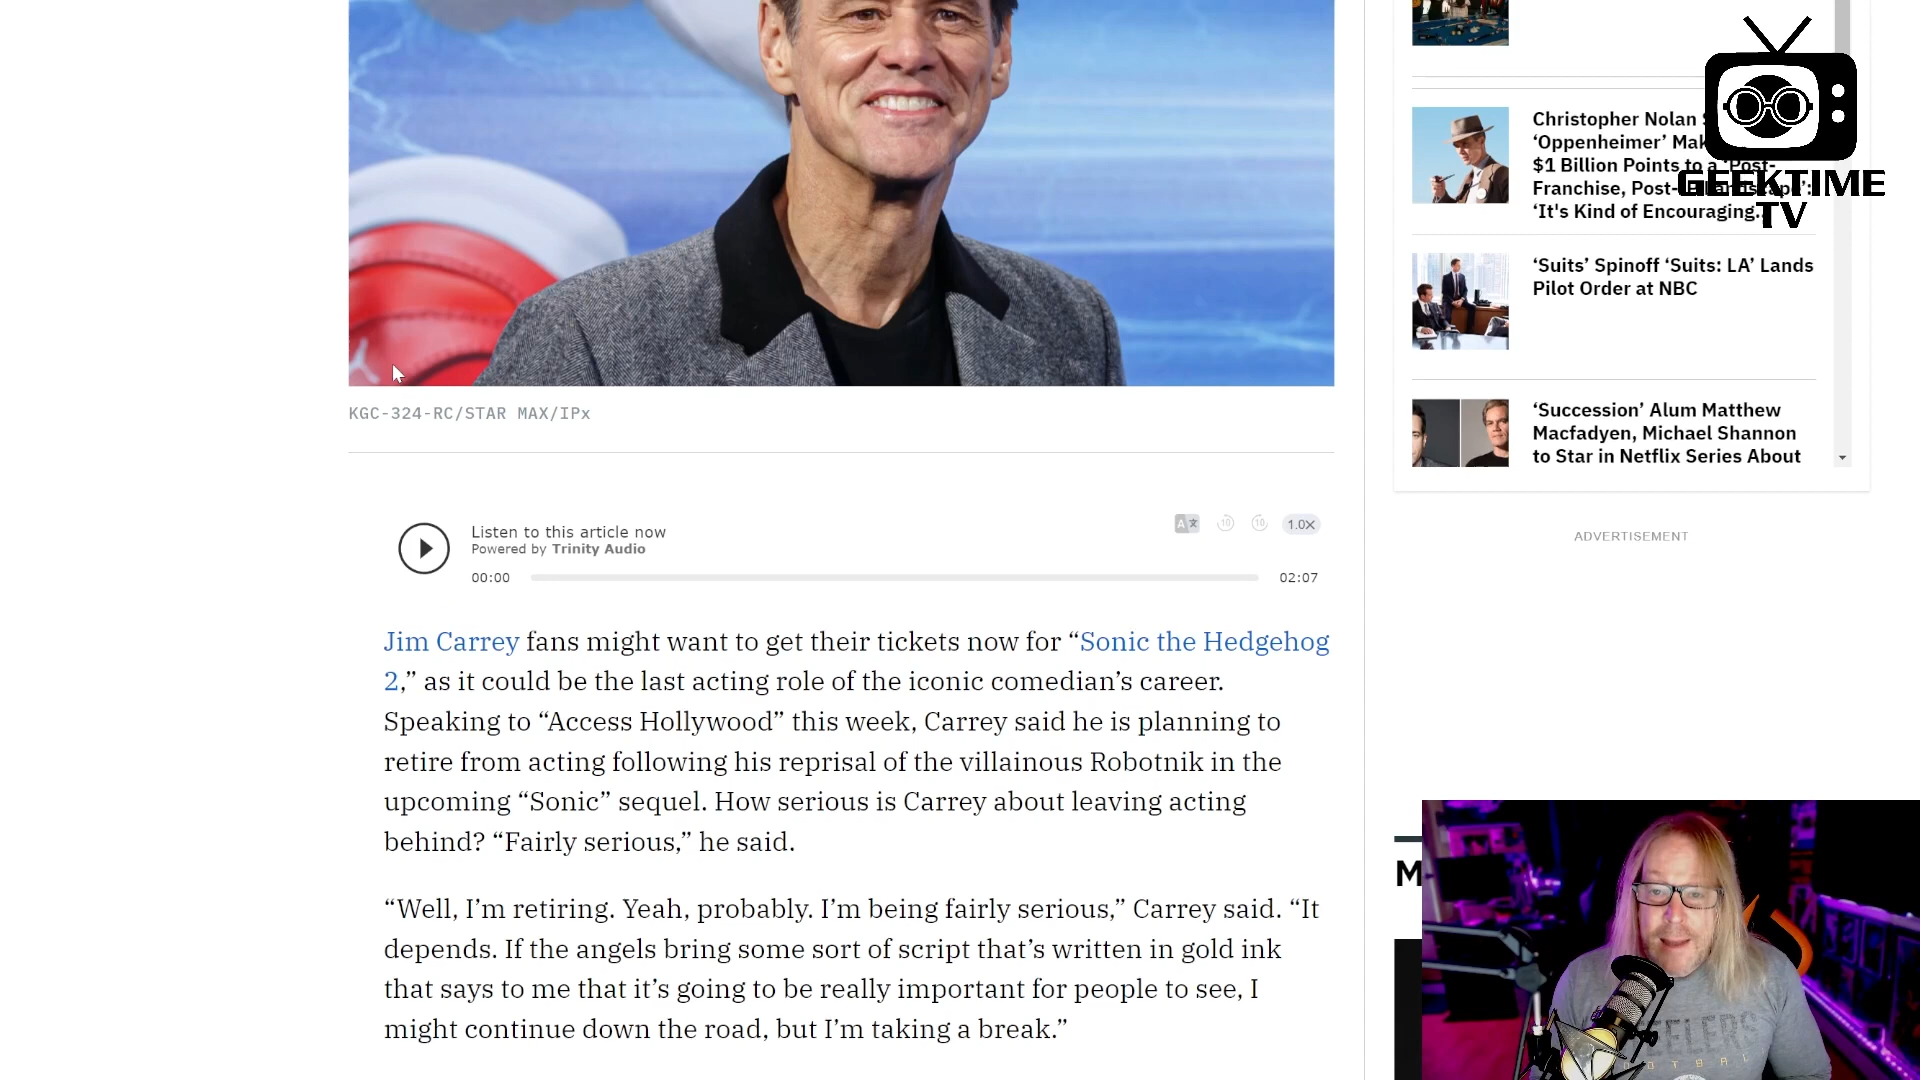 KGC-324-RC/STAR MAX/IPx
Listen to this article now
Powered by Trinity Audio
00:00
02:07
10
10
1.0X
Jim Carrey fans might want to get their tickets now for “Sonic the Hedgehog
2,” as it could be the last acting role of the iconic comedian’s career.
Speaking to “Access Hollywood” this week, Carrey said he is planning to
retire from acting following his reprisal of the villainous Robotnik in the
upcoming “Sonic” sequel. How serious is Carrey about leaving acting
behind? “Fairly serious,” he said.
“Well, I’m retiring. Yeah, probably. I’m being fairly serious,” Carrey said. “It
depends. If the angels bring some sort of script that’s written in gold ink
that says to me that it’s going to be really important for people to see, I
might continue down the road, but I’m taking a break.”
Christopher Nolan
‘Oppenheimer’
$1 Billion Points to a ‘Post-
Franchise,
‘It's Kind of Encouraging..
GEEKTIME
TV
‘Suits’ Spinoff ‘Suits: LA’ Lands
Pilot Order at NBC
‘Succession’ Alum Matthew
Macfadyen, Michael Shannon
to Star in Netflix Series About
ADVERTISEMENT
M